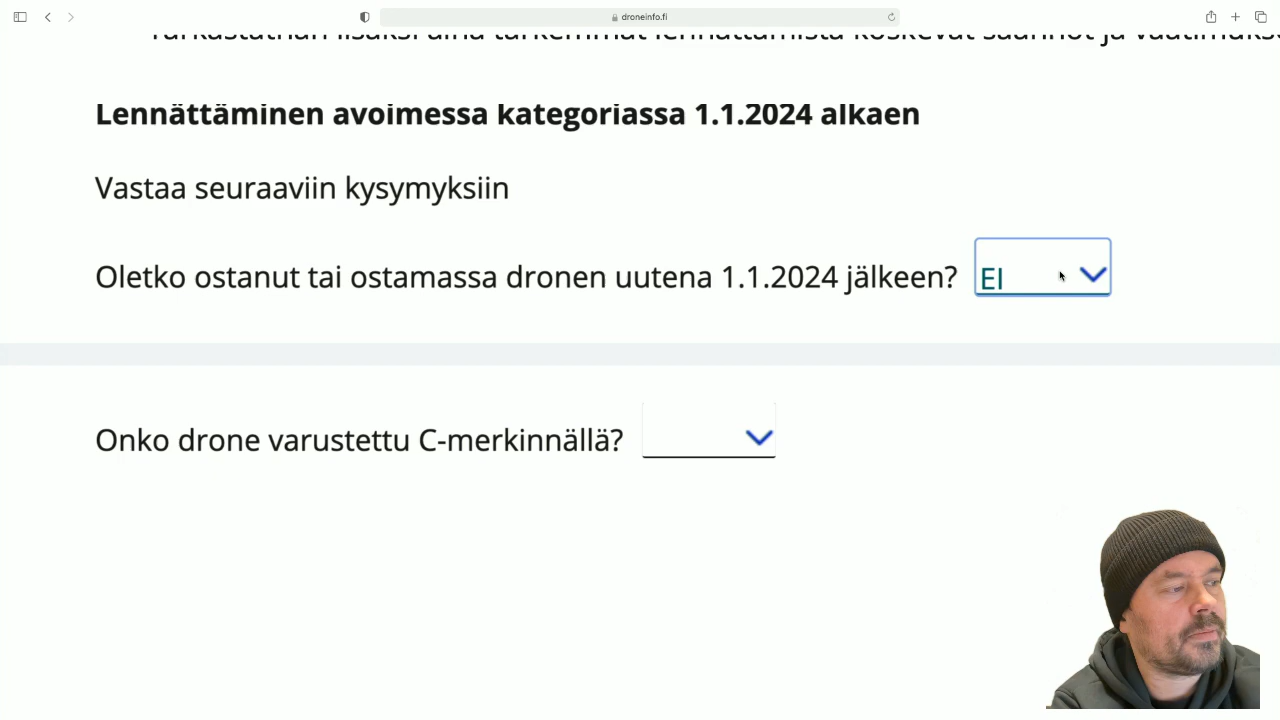 droneinfo.fi
Lennättäminen avoimessa kategoriassa 1.1.2024 alkaen
Vastaa seuraaviin kysymyksiin
Oletko ostanut tai ostamassa dronen uutena 1.1.2024 jälkeen? EI
Onko drone varustettu C-merkinnällä?